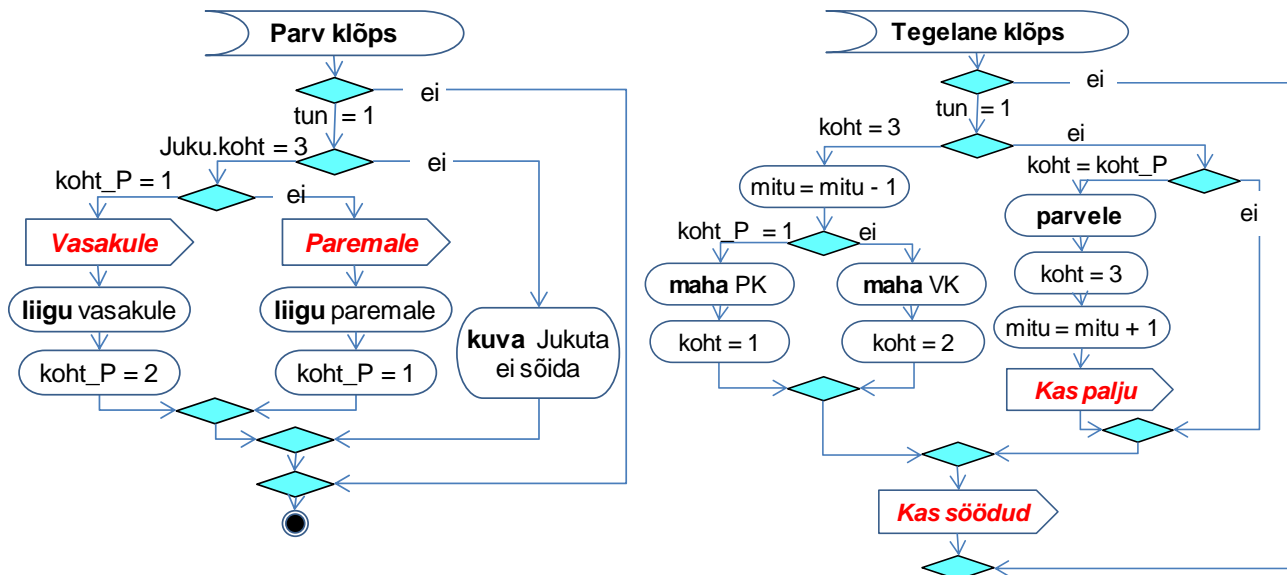 Parv klõps
ei
tun = 1
Juku.koht = 3
ei
koht_P = 1
ei
Vasakule
Paremale
liigu vasakule
liigu paremale
kuva Jukuta
ei sõida
koht_P = 2
koht_P = 1
Tegelane klõps
ei
tun = 1
koht = 3
ei
koht = koht_P
ei
mitu = mitu - 1
parvele
koht_P = 1
ei
maha PK
maha VK
koht = 3
koht = 1
koht = 2
mitu = mitu + 1
Kas palju
Kas söödud